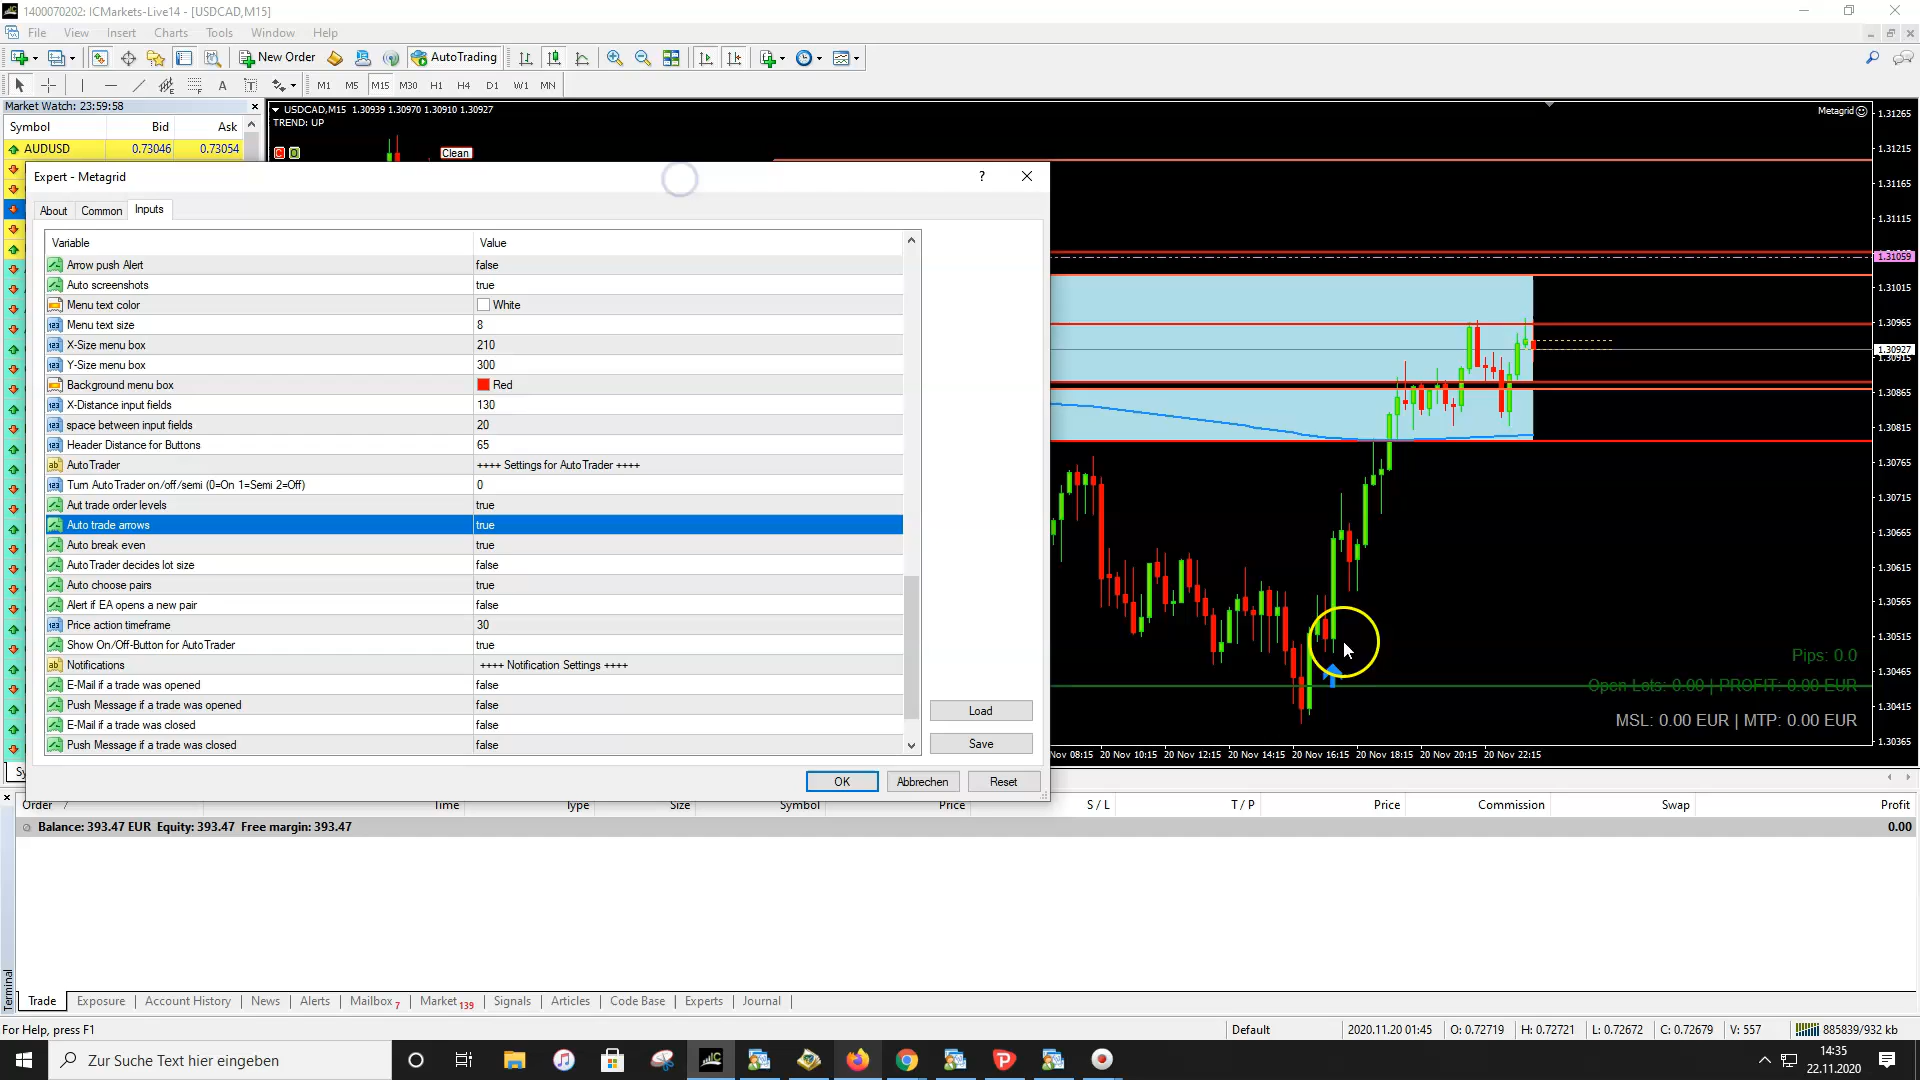 1400070202: ICMarkets-Live14 - [USDCAD,M15]
File View Insert Charts Tools Window Help
New Order AutoTrading
A T M1 M5 M15 M30 H1 H4 D1 W1 MN
Market Watch: 23:59:58
Symbol Bid Ask
AUDUSD 0.73046 0.73054
USDCAD,M15 1.30939 1.30970 1.30910 1.30927
TREND: UP
Clean
Metagrid
Expert - Metagrid
About Common Inputs
Variable Value
Arrow push Alert false
Auto screenshots true
Menu text color White
Menu text size 8
X-Size menu box 210
Y-Size menu box 300
Background menu box Red
X-Distance input fields 130
space between input fields 20
Header Distance for Buttons 65
AutoTrader ++++ Settings for AutoTrader ++++
Turn AutoTrader on/off/semi (0=On 1=Semi 2=Off) 0
Aut trade order levels true
Auto trade arrows true
Auto break even true
AutoTrader decides lot size false
Auto choose pairs true
Alert if EA opens a new pair false
Price action timeframe 30
Show On/Off-Button for AutoTrader true
Notifications ++++ Notification Settings ++++
E-Mail if a trade was opened false
Push Message if a trade was opened false
E-Mail if a trade was closed false
Push Message if a trade was closed false
Load
Save
OK Abbrechen Reset
1.31265
1.31215
1.31165
1.31115
1.31059
1.31015
1.30965
1.30927
1.30915
1.30865
1.30815
1.30765
1.30715
1.30665
1.30615
1.30565
1.30515
1.30465
1.30415
1.30365
Pips: 0.0
Open Lots: 0.00 | PROFIT: 0.00 EUR
MSL: 0.00 EUR | MTP: 0.00 EUR
Nov 08:15 20 Nov 10:15 20 Nov 12:15 20 Nov 14:15 20 Nov 16:15 20 Nov 18:15 20 Nov 20:15 20 Nov 22:15
Order / Time Type Size Symbol Price S / L T / P Price Commission Swap Profit
Balance: 393.47 EUR Equity: 393.47 Free margin: 393.47 0.00
Terminal
Trade Exposure Account History News Alerts Mailbox 7 Market 139 Signals Articles Code Base Experts Journal
For Help, press F1 Default 2020.11.20 01:45 O: 0.72719 H: 0.72721 L: 0.72672 C: 0.72679 V: 557 885839/932 kb
Zur Suche Text hier eingeben
14:35
22.11.2020